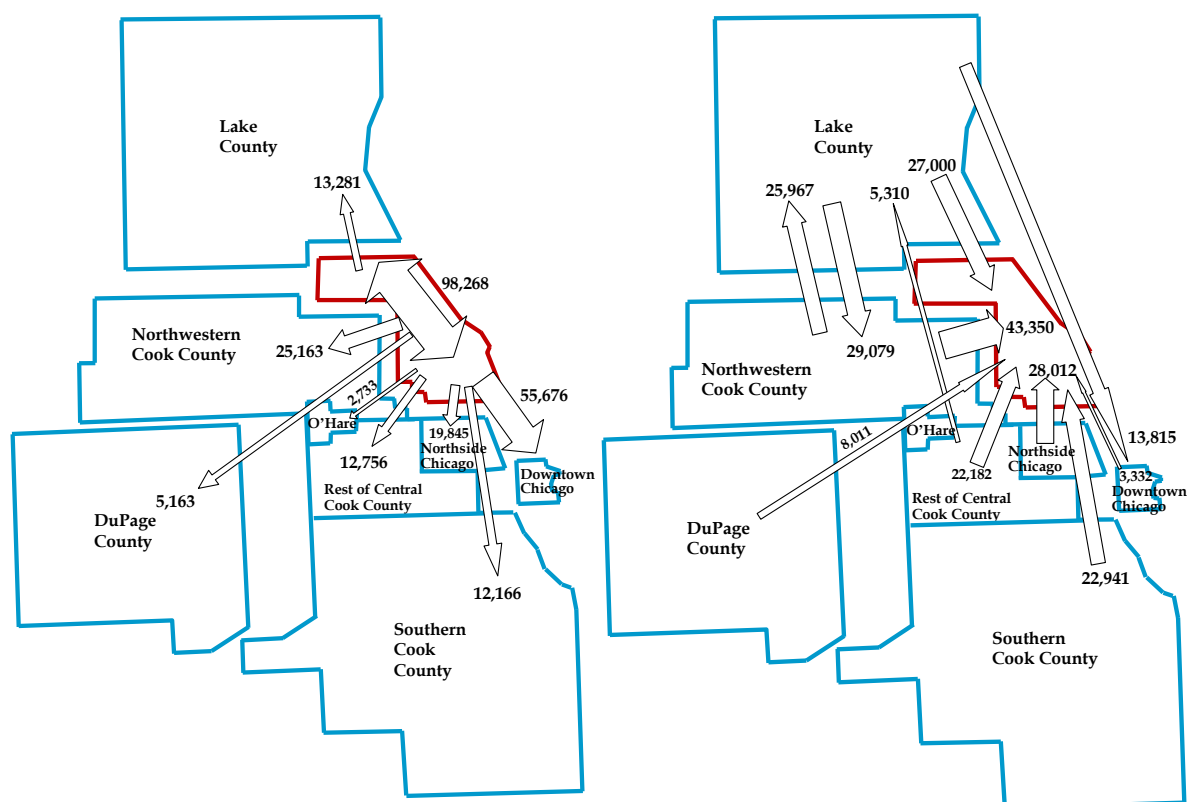 Lake
County
13,281
98,268
Northwestern
Cook County
25,163
2,733
55,676
O'Hare
19,845
Northside
Chicago
12,756
Downtown
Chicago
5,163
Rest of Central
Cook County
DuPage
County
12,166
Southern
Cook
County
Lake
County
27,000
25,967
5,310
43,350
29,079
Northwestern
Cook County
28,012
8,011
O'Hare
13,815
Northside
Chicago
22,182
3,332
Downtown
Chicago
Rest of Central
Cook County
DuPage
County
22,941
Southern
Cook County